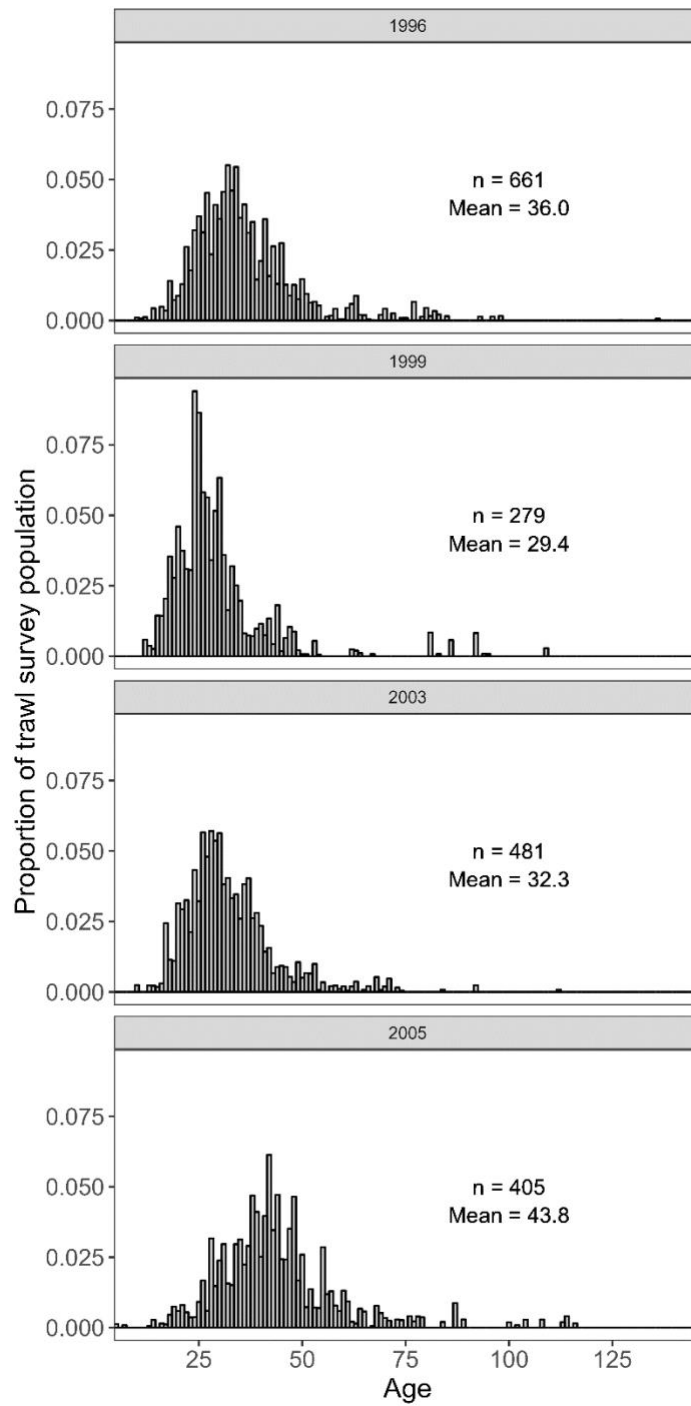 Proportion of trawl survey population
1996
0.075
0.050
0.025
0.000
n = 661
Mean = 36.0
1999
0.075
0.050
0.025
0.000
n = 279
Mean = 29.4
2003
0.075
0.050
0.025
0.000
n = 481
Mean = 32.3
2005
0.075
0.050
0.025
0.000
n = 405
Mean = 43.8
25 50 75 100 125
Age